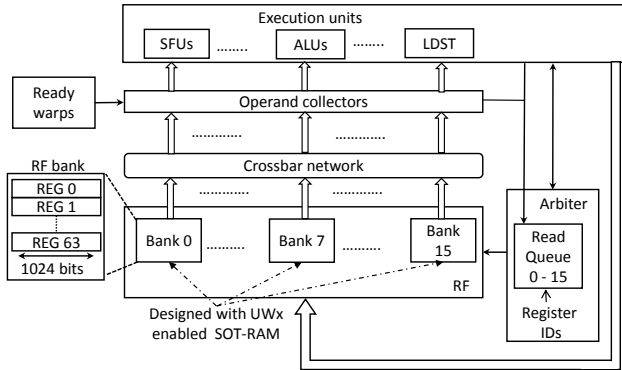 Execution units
SFUs ........ ALUs ........ LDST
Ready
warps
Operand collectors
Crossbar network
RF bank
REG 0
REG 1
REG 63
1024 bits
Bank 0
Bank 7
Bank
15
RF
Arbiter
Read
Queue
0 - 15
Register
IDs
Designed with UWx
enabled SOT-RAM